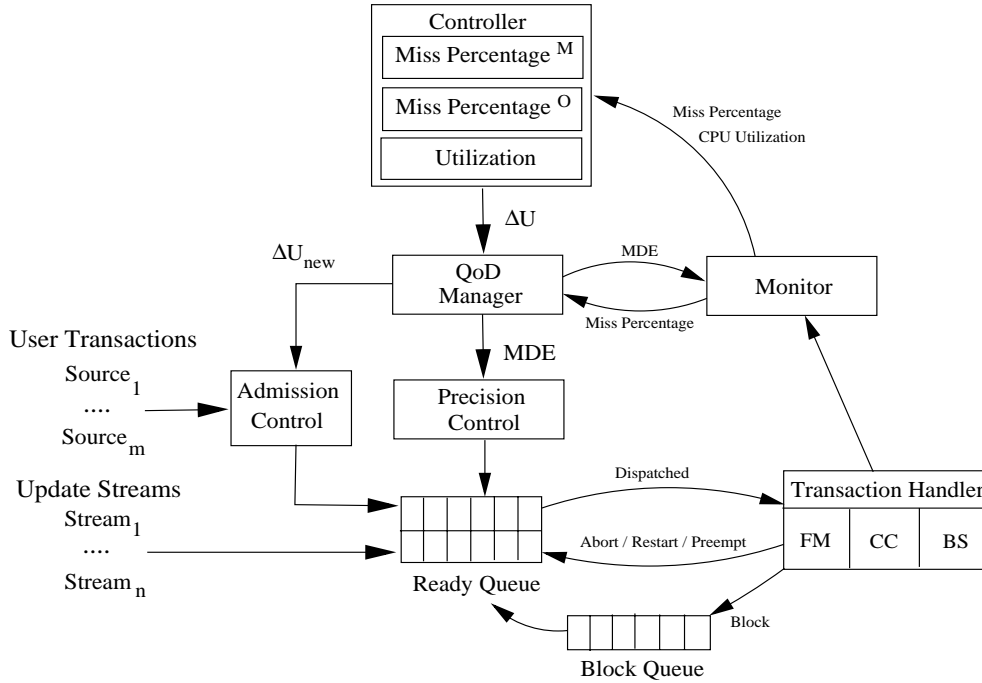 Controller
Miss Percentage M
Miss Percentage O
Utilization
Miss Percentage
CPU Utilization
ΔU
ΔUnew
QoD
Manager
MDE
Miss Percentage
Monitor
User Transactions
Source1
....
Sourcem
Admission
Control
MDE
Precision
Control
Update Streams
Stream1
....
Streamn
Dispatched
Abort / Restart / Preempt
Ready Queue
Transaction Handler
FM
CC
BS
Block
Block Queue